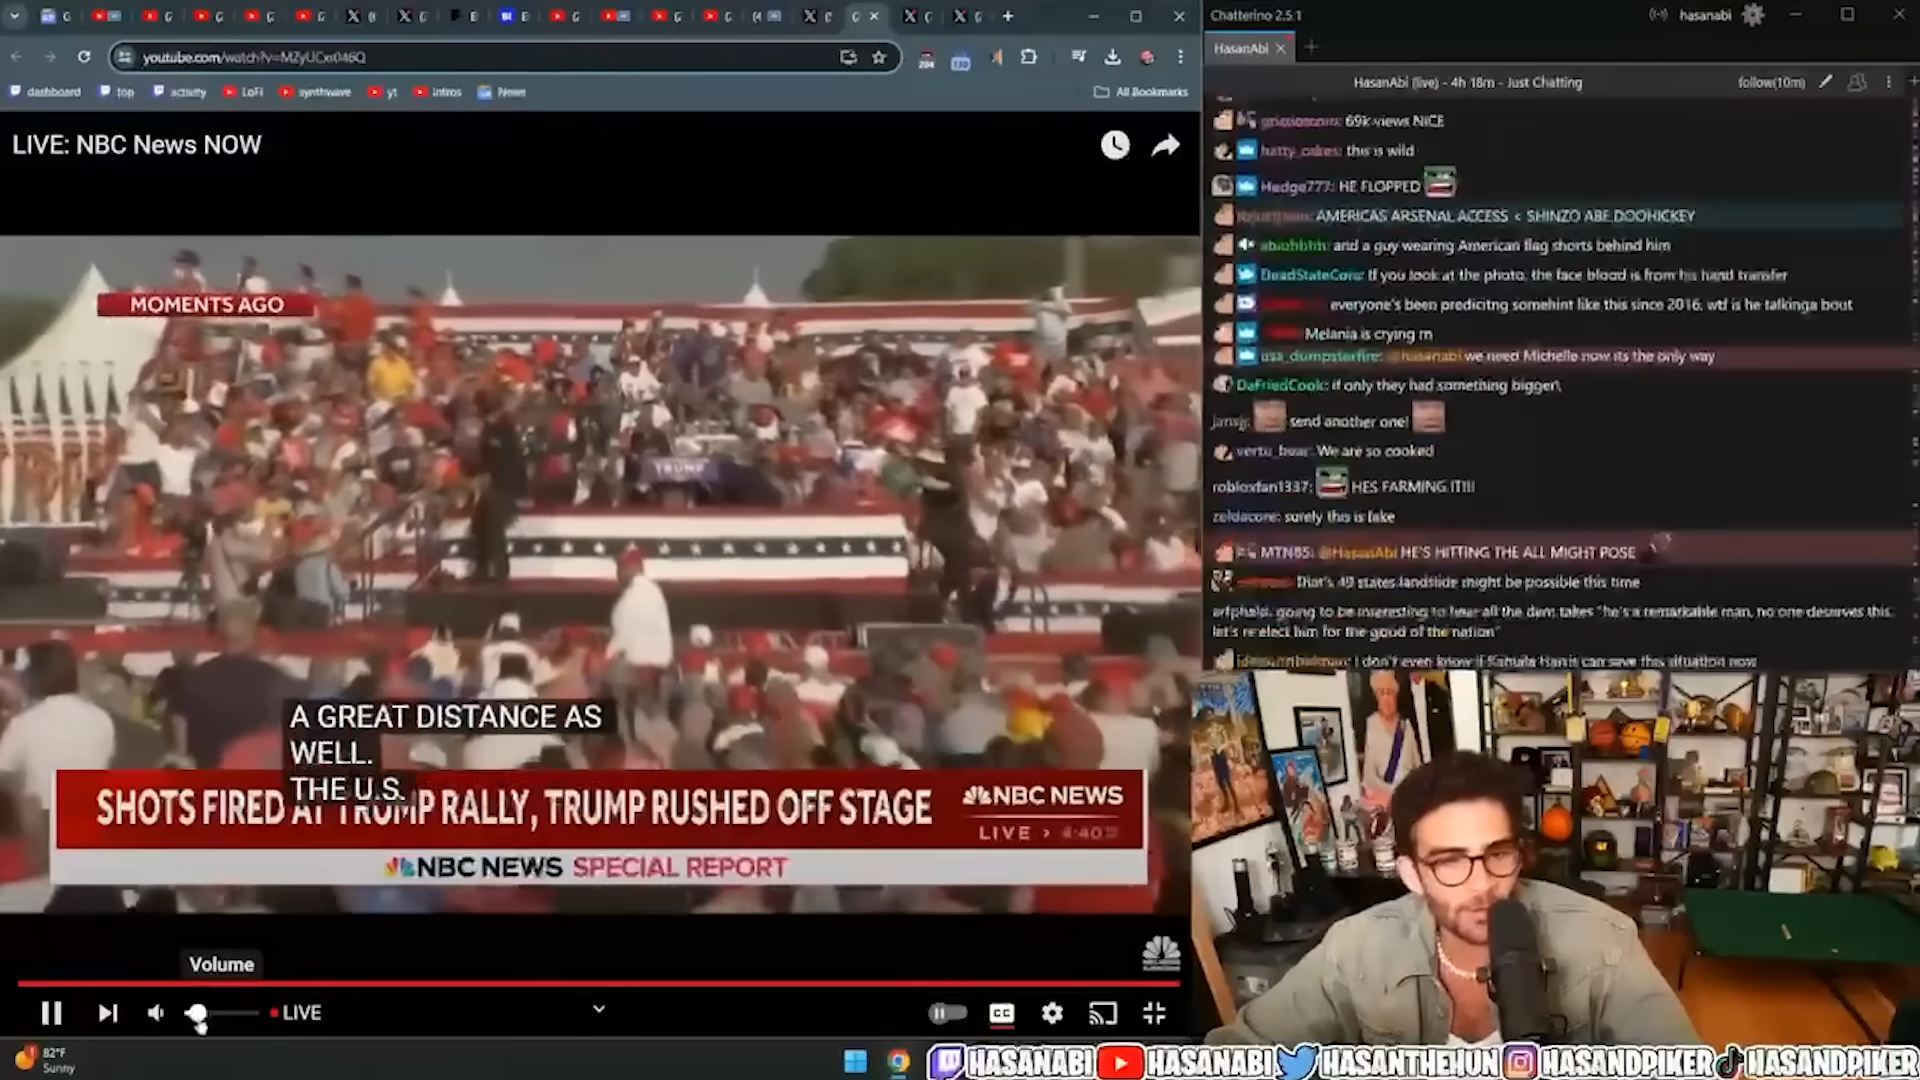 youtube.com/watch?v=MZyUCxr046Q
dashboard
top
activity
LoFi
synthwave
yt
Intros
News
All Bookmarks
LIVE: NBC News NOW
MOMENTS AGO
TRUMP
A GREAT DISTANCE AS
WELL.
THE U.S.
SHOTS FIRED AT TRUMP RALLY, TRUMP RUSHED OFF STAGE
NBC NEWS
LIVE > 4:40
NBC NEWS SPECIAL REPORT
Volume
LIVE
CC
82°F
Sunny
Chatterino 2.5.1
hasanabi
HasanAbi
HasanAbi (live) - 4h 18m - Just Chatting
follow(10m)
69k views NICE
hatty_cakes: this is wild
Hedge777: HE FLOPPED
AMERICAS ARSENAL ACCESS < SHINZO ABE DOOHICKEY
and a guy wearing American flag shorts behind him
DeadStateCorp: If you look at the photo, the face blood is from his hand transfer
everyone's been predicitng somehint like this since 2016, wtf is he talkinga bout
Melania is crying rn
usa_dumpsterfire: @hasanabi we need Michelle now its the only way
DaFriedCook: if only they had something bigger\
send another one!
We are so cooked
robloxfan1337: HES FARMING IT!!!
zeldacore: surely this is fake
MTN85: @HasanAbi HE'S HITTING THE ALL MIGHT POSE
That's 49 states landslide might be possible this time
going to be interesting to hear all the dem takes "he's a remarkable man, no one deserves this.
let's re elect him for the good of the nation"
I don't even know if Kamala Harris can save this situation now
HASANABI
HASANABI
HASANTHEHUN
HASANDPIKER
HASANDPIKER